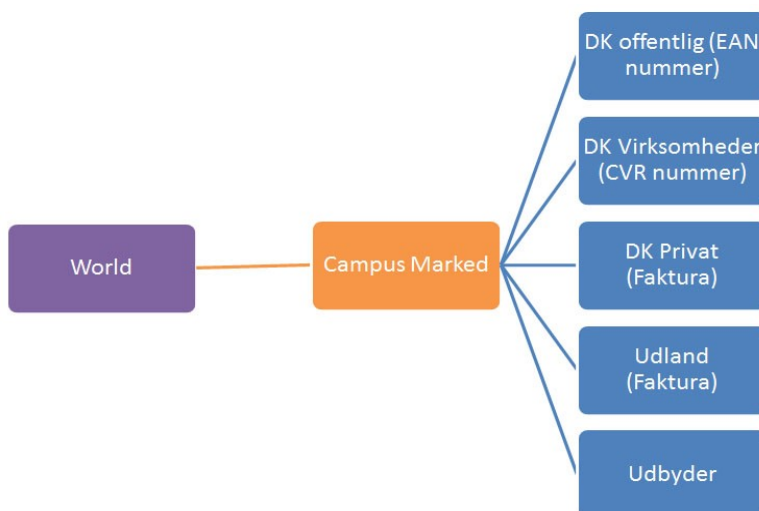 World
Campus Marked
DK offentlig (EAN
nummer)
DK Virksomheder
(CVR nummer)
DK Privat
(Faktura)
Udland
(Faktura)
Udbyder